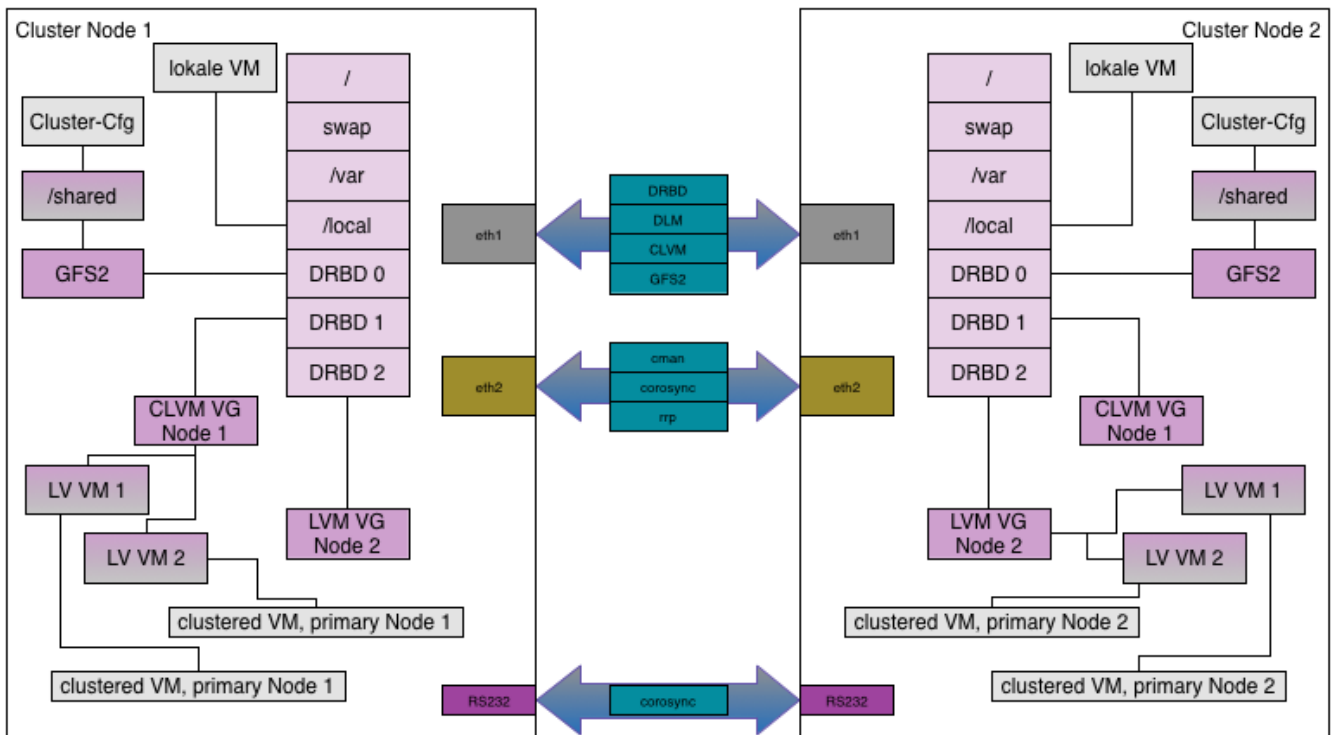 Cluster Node 1
lokale VM
Cluster-Cfg
/shared
GFS2
/
swap
/var
/local
DRBD 0
DRBD 1
DRBD 2
CLVM VG
Node 1
LV VM 1
LV VM 2
LVM VG
Node 2
clustered VM, primary Node 1
clustered VM, primary Node 1
eth1
DRBD
DLM
CLVM
GFS2
eth1
eth2
cman
corosync
rrp
eth2
RS232
corosync
RS232
Cluster Node 2
lokale VM
Cluster-Cfg
/shared
GFS2
/
swap
/var
/local
DRBD 0
DRBD 1
DRBD 2
CLVM VG
Node 1
LVM VG
Node 2
LV VM 1
LV VM 2
clustered VM, primary Node 2
clustered VM, primary Node 2